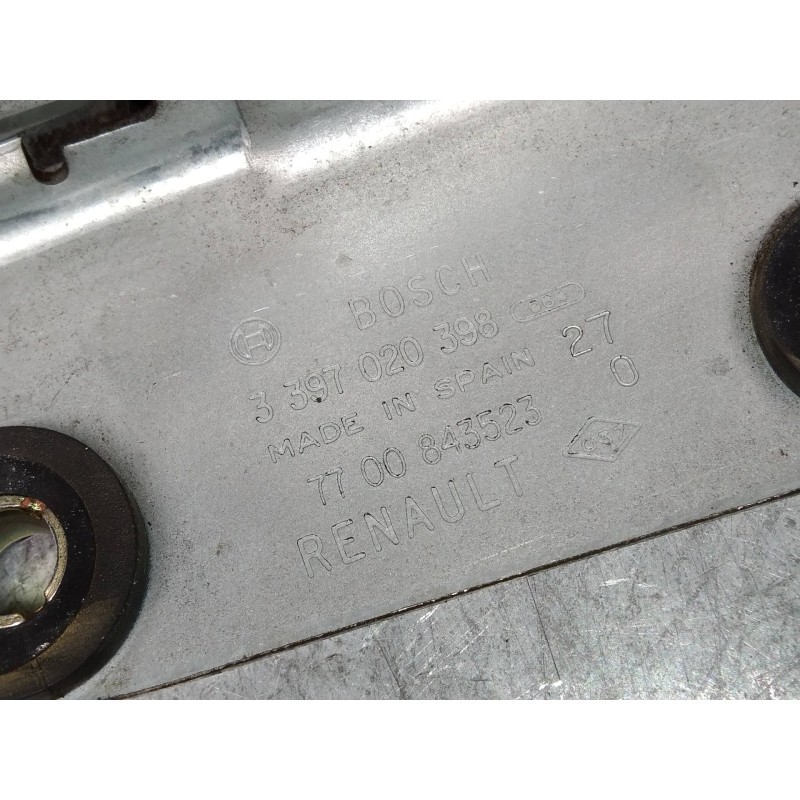 BOSCH
3 397 020 398 27
MADE IN SPAIN 0
77 00 843523
RENAULT